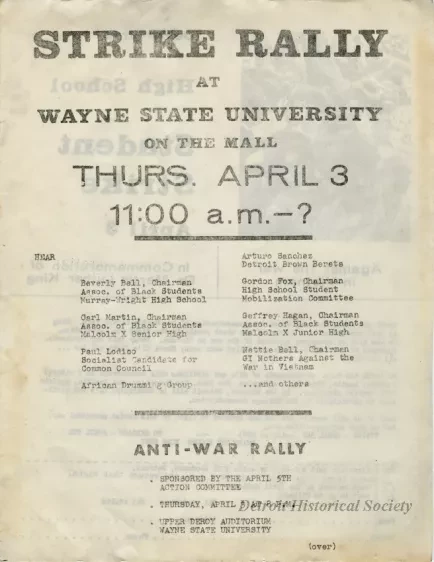 STRIKE RALLY
AT
WAYNE STATE UNIVERSITY
ON THE MALL
THURS. APRIL 3
11:00 a.m.—?
HEAR
Beverly Bell, Chairman
Assoc. of Black Students
Murray-Wright High School
Carl Martin, Chairman
Assoc. of Black Students
Malcolm X Senior High
Paul Lodico
Socialist Candidate for
Common Council
African Drumming Group
Arturo Sanchez
Detroit Brown Berets
Gordon Fox, Chairman
High School Student
Mobilization Committee
Geffrey Hagan, Chairman
Assoc. of Black Students
Malcolm X Junior High
Hattie Bell, Chairman
GI Mothers Against the
War in Vietnam
...and others
ANTI-WAR RALLY
. SPONSORED BY THE APRIL 5TH
ACTION COMMITTEE
. THURSDAY, APRIL
. UPPER DEROY AUDITORIUM
WAYNE STATE UNIVERSITY
Detroit Historical Society
(over)